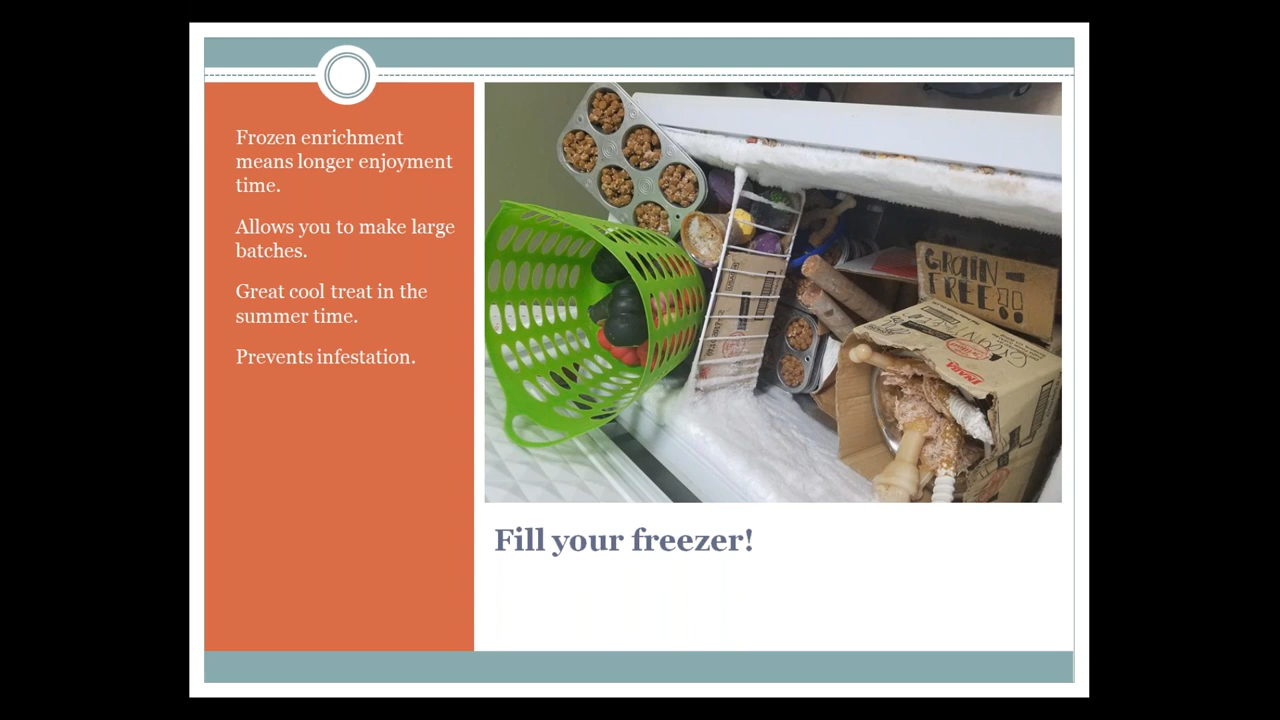 Frozen enrichment
means longer enjoyment
time.
Allows you to make large
batches.
Great cool treat in the
summer time.
Prevents infestation.
GRAIN -
FREE!!
INABA
Fill your freezer!